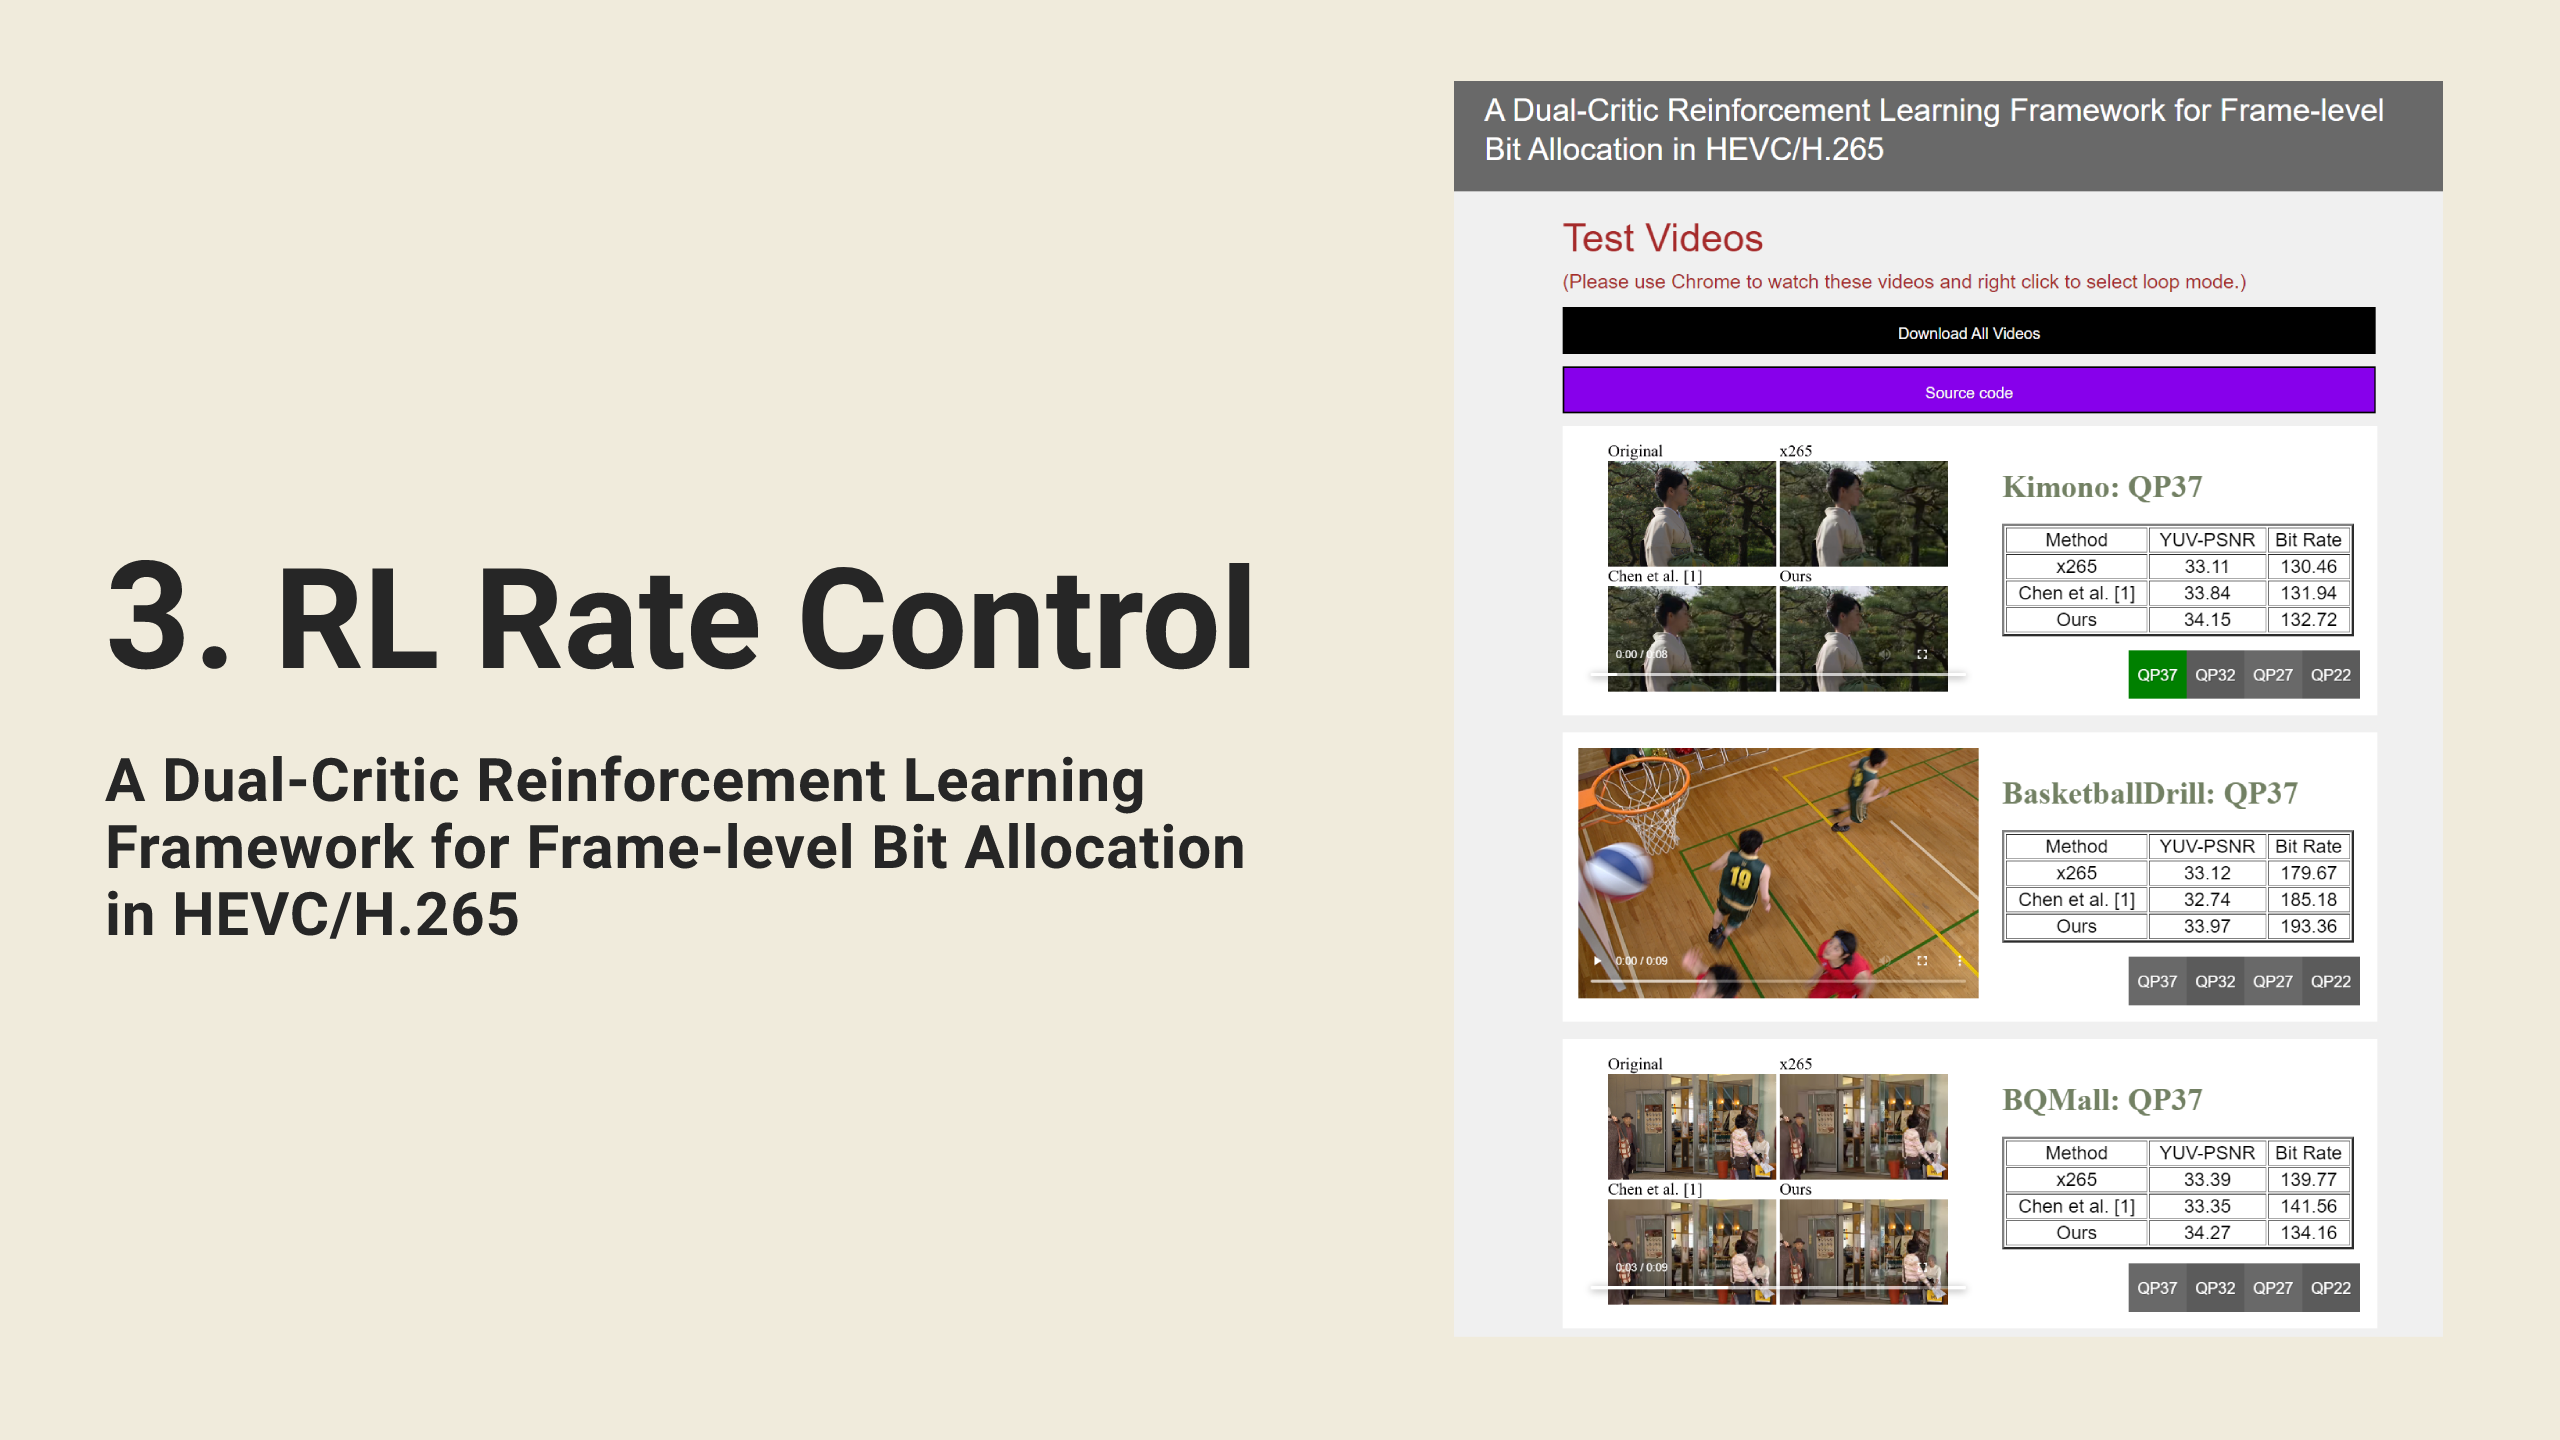 3. RL Rate Control
A Dual-Critic Reinforcement Learning
Framework for Frame-level Bit Allocation
in HEVC/H.265
A Dual-Critic Reinforcement Learning Framework for Frame-level
Bit Allocation in HEVC/H.265
Test Videos
(Please use Chrome to watch these videos and right click to select loop mode.)
Download All Videos
Source code
Original x265
Chen et al. [1] Ours
0:00 / 0:08
Kimono: QP37
Method YUV-PSNR Bit Rate
x265 33.11 130.46
Chen et al. [1] 33.84 131.94
Ours 34.15 132.72
QP37 QP32 QP27 QP22
19
0:00 / 0:09
BasketballDrill: QP37
Method YUV-PSNR Bit Rate
x265 33.12 179.67
Chen et al. [1] 32.74 185.18
Ours 33.97 193.36
QP37 QP32 QP27 QP22
Original x265
Chen et al. [1] Ours
0:03 / 0:09
BQMall: QP37
Method YUV-PSNR Bit Rate
x265 33.39 139.77
Chen et al. [1] 33.35 141.56
Ours 34.27 134.16
QP37 QP32 QP27 QP22